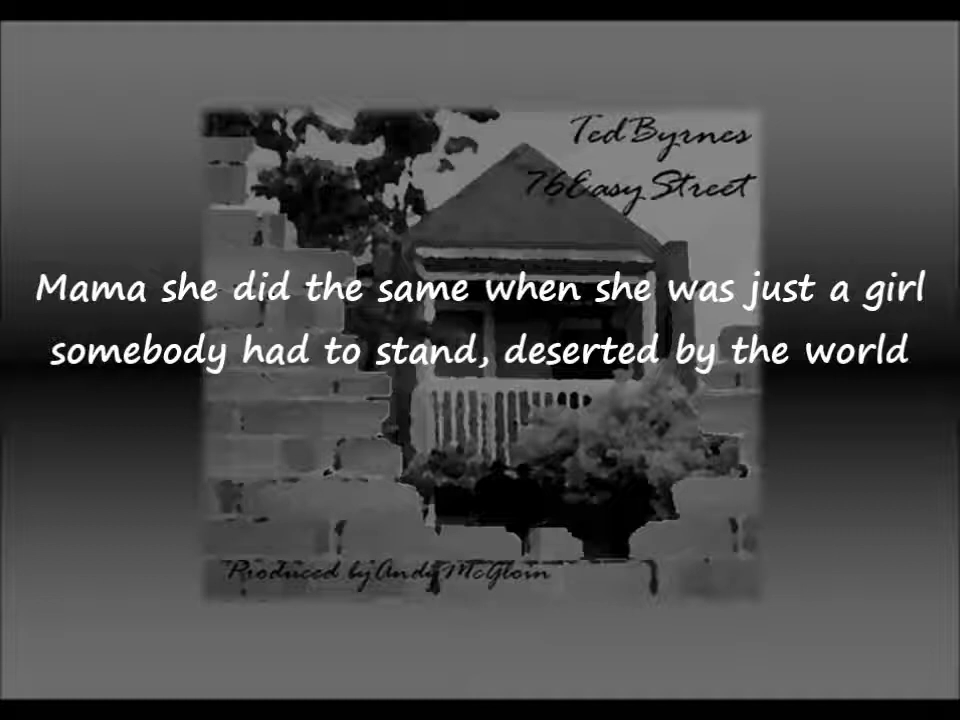 Ted Byrnes
76 Easy Street
Mama she did the same when she was just a girl
somebody had to stand, deserted by the world
Produced by Andy McGloin